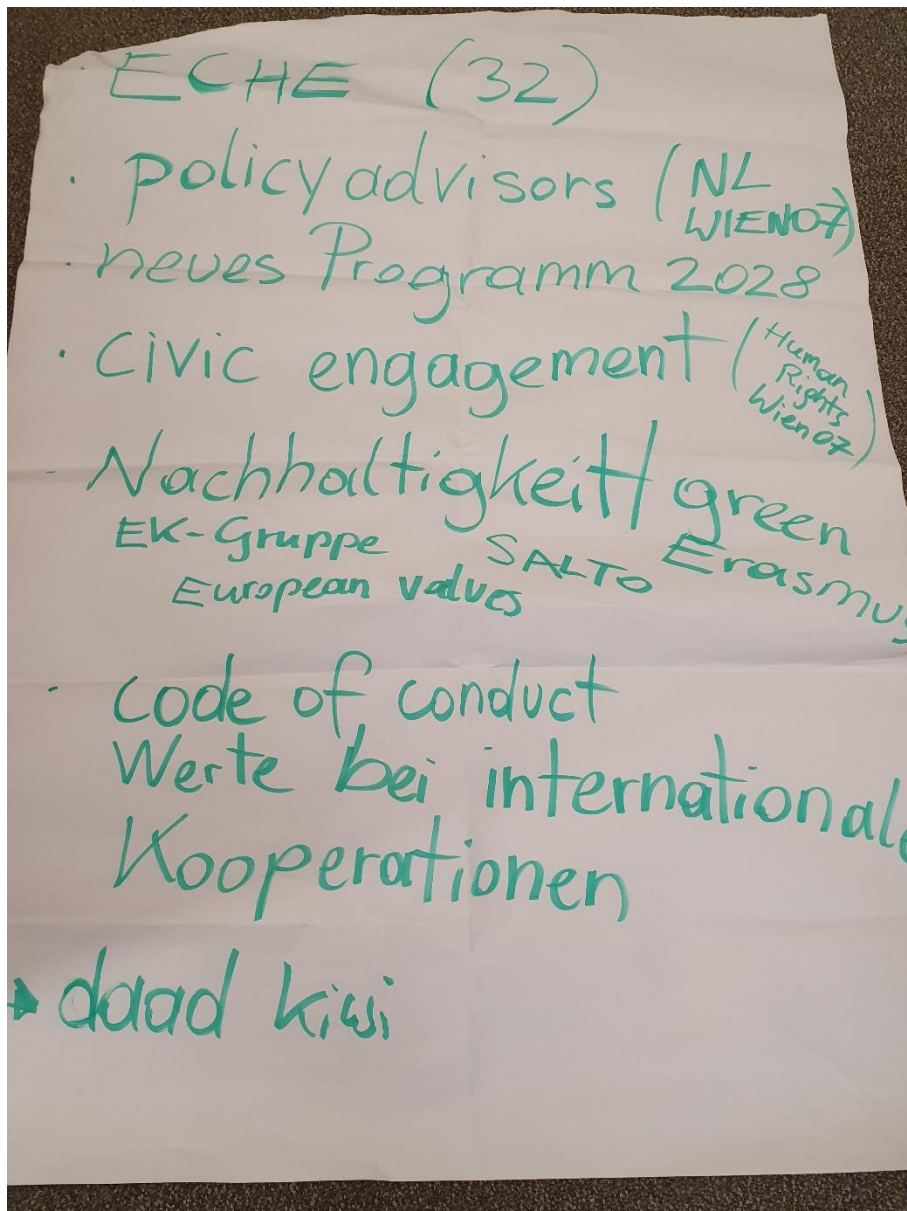 · ECHE (32)
· policy advisors (NL
WIEN07)
· neues Programm 2028
· civic engagement (Human
Rights
Wien07)
- Nachhaltigkeit/green
Erasmus
EK-Gruppe SALTO
European values
· code of conduct
Werte bei internationale
Kooperationen
→ daad kiwi